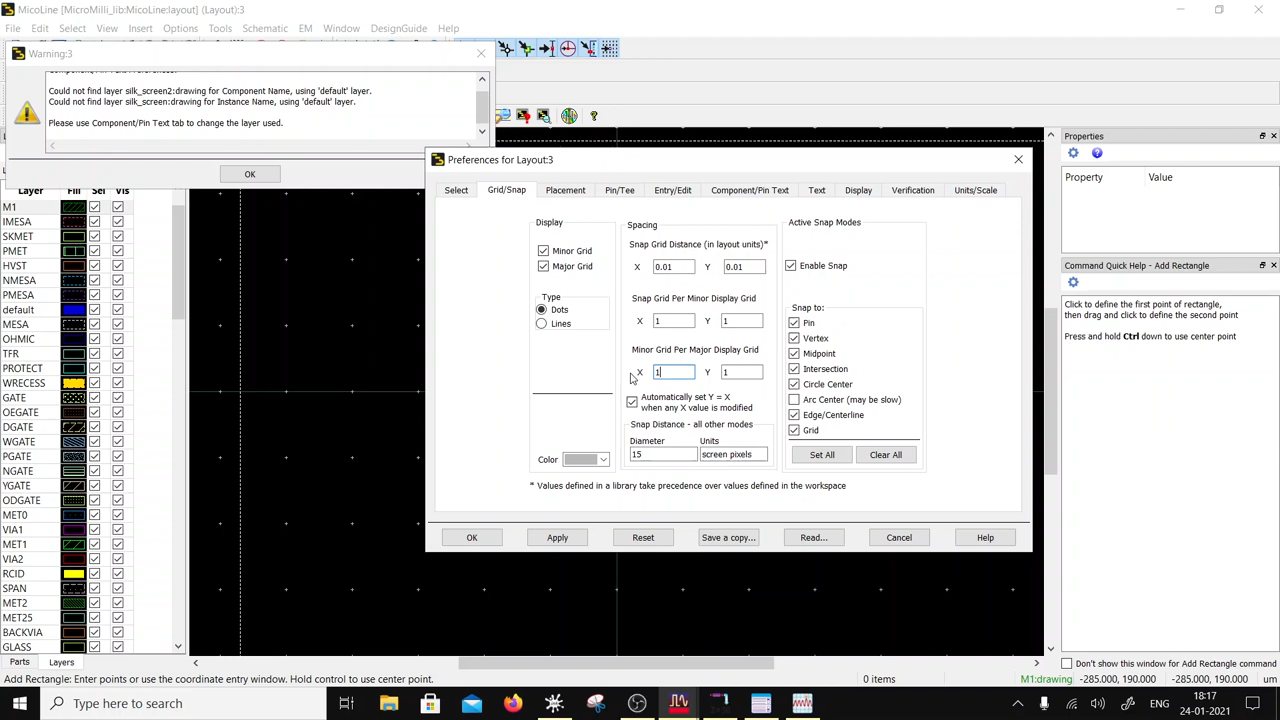 MicoLine [MicroMilli_lib:MicoLine:layout] (Layout):3
File Edit Select View Insert Options Tools Schematic EM Window DesignGuide Help
Warning:3
Could not find layer silk_screen2:drawing for Component Name, using 'default' layer.
Could not find layer silk_screen:drawing for Instance Name, using 'default' layer.
Please use Component/Pin Text tab to change the layer used.
OK
Layer Fill Sel Vis
M1
IMESA
SKMET
PMET
HVST
NMESA
PMESA
default
MESA
OHMIC
TFR
PROTECT
WRECESS
GATE
OEGATE
DGATE
WGATE
PGATE
NGATE
YGATE
ODGATE
MET0
VIA1
MET1
VIA2
RCID
SPAN
MET2
MET25
BACKVIA
GLASS
Parts Layers
Preferences for Layout:3
Select Grid/Snap Placement Pin/Tee Entry/Edit Component/Pin Text Text Display Verification Units/Scale
Display
Minor Grid
Major Grid
Type
Dots
Lines
Color
Spacing
Snap Grid Distance (in layout units)*
X 0.01 Y 0.01
Snap Grid Per Minor Display Grid
X 1 Y 1
Minor Grid Per Major Display Grid
X 1 Y 1
Automatically set Y = X
when any X value is modified
Snap Distance - all other modes
Diameter Units
15 screen pixels
Active Snap Modes
Enable Snap
Snap to:
Pin
Vertex
Midpoint
Intersection
Circle Center
Arc Center (may be slow)
Edge/Centerline
Grid
Set All Clear All
* Values defined in a library take precedence over values defined in the workspace
OK Apply Reset Save a copy... Read... Cancel Help
Properties
Property Value
Command Quick Help - Add Rectangle
Click to define the first point of rectangle,
then drag and click to define the second point
Press and hold Ctrl down to use center point
Don't show this window for Add Rectangle command
Add Rectangle: Enter points or use the coordinate entry window. Hold control to use center point. 0 items M1:drawing -285.000, 190.000 -285.000, 190.000 um
Type here to search
ENG
18:17
24-01-2021